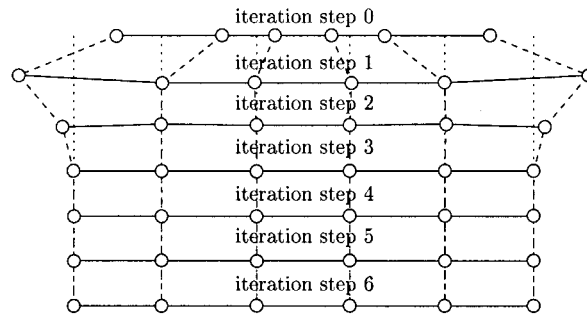 iteration step 0
iteration step 1
iteration step 2
iteration step 3
iteration step 4
iteration step 5
iteration step 6